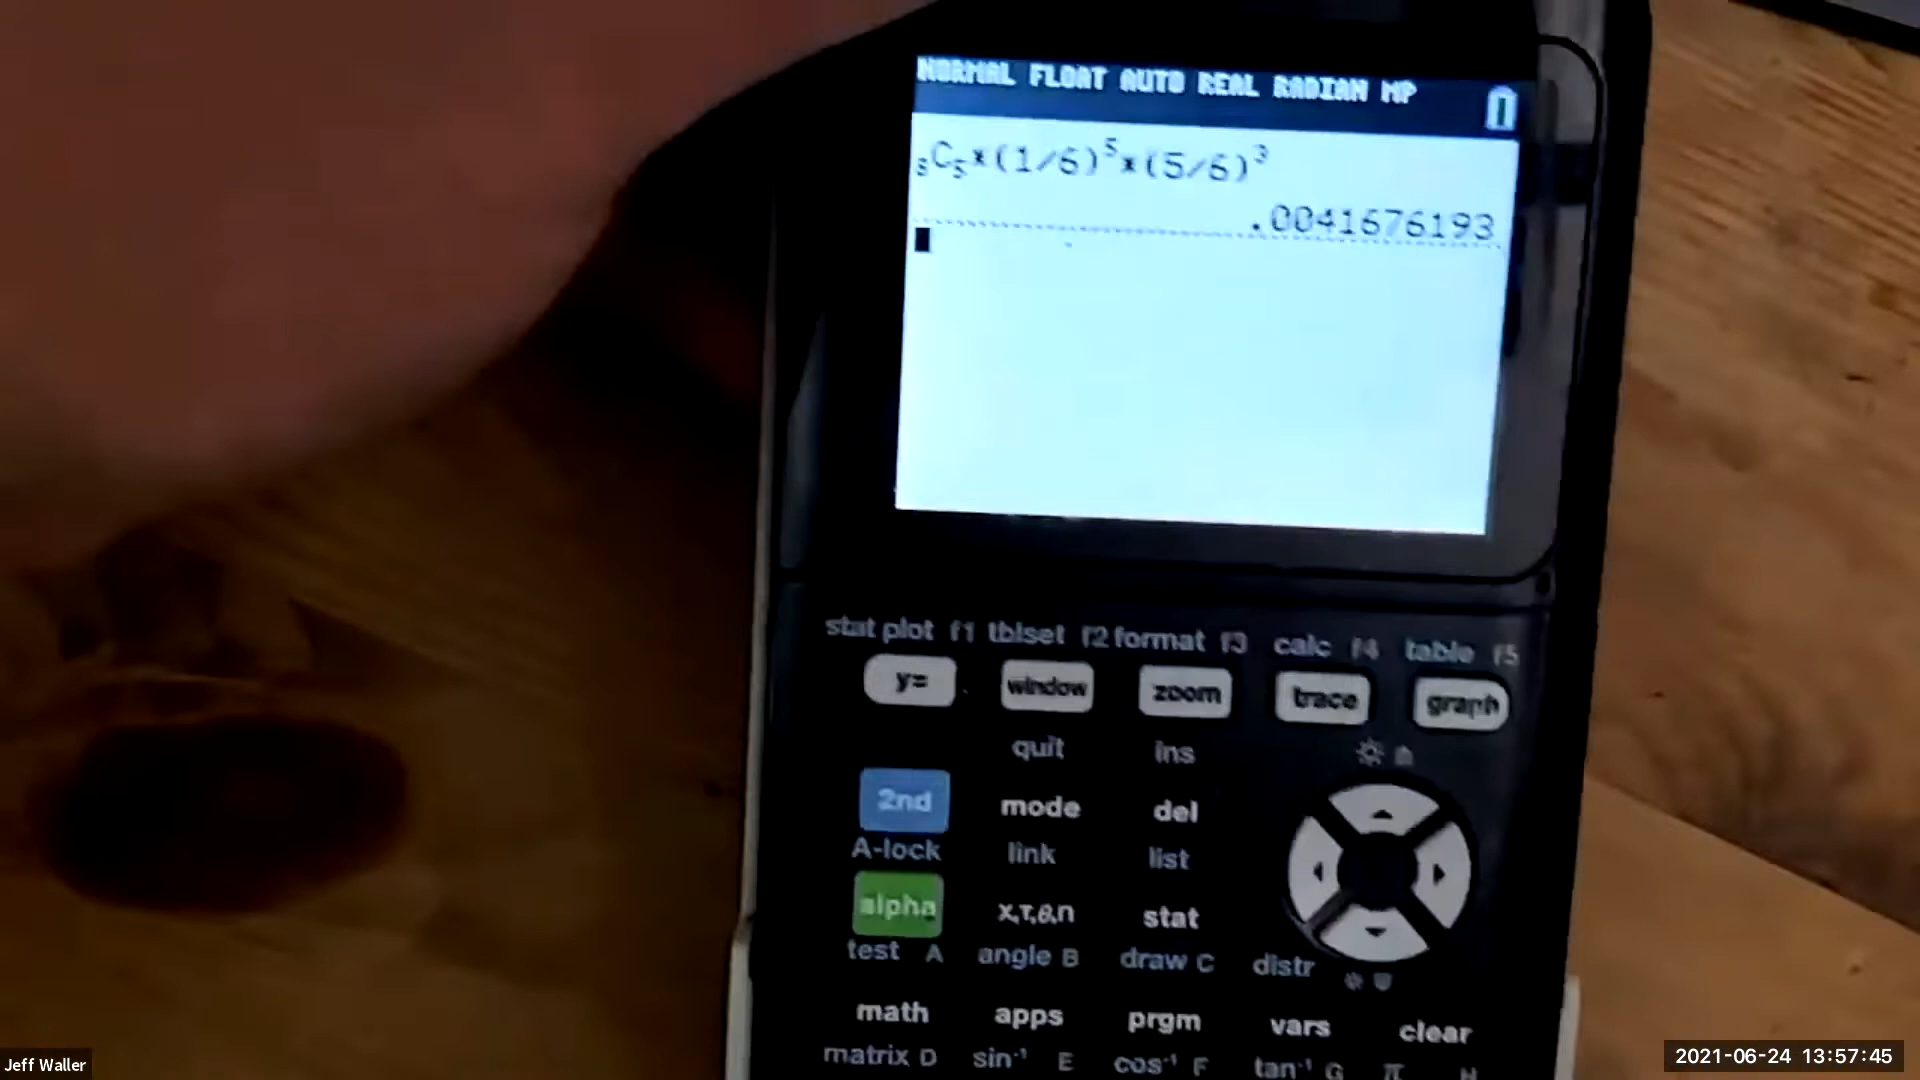 NORMAL FLOAT AUTO REAL RADIAN MP
₈C₅*(1/6)⁵*(5/6)³
.0041676193
stat plot f1 tblset f2 format f3 calc f4 table f5
y= window zoom trace graph
quit ins
2nd mode del
A-lock link list
alpha X,T,θ,n stat
test A angle B draw C distr
math apps prgm vars clear
matrix D sin⁻¹ E cos⁻¹ F tan⁻¹ G π H
Jeff Waller
2021-06-24 13:57:45